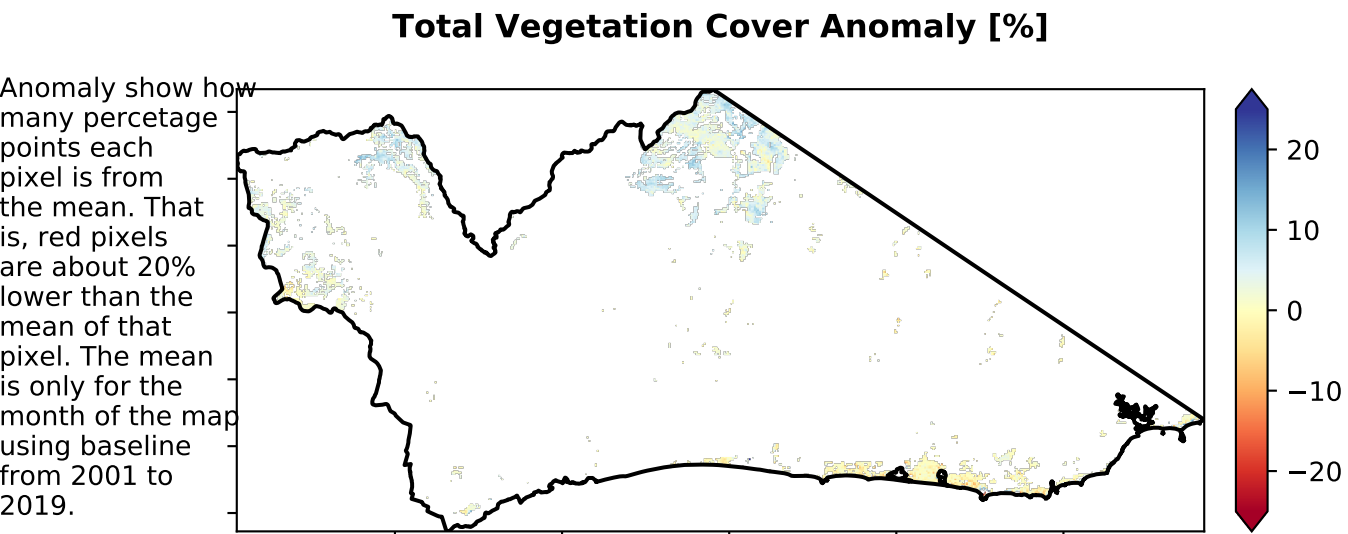 Total Vegetation Cover Anomaly [%]
Anomaly show how
many percetage
points each
pixel is from
the mean. That
is, red pixels
are about 20%
lower than the
mean of that
pixel. The mean
is only for the
month of the map
using baseline
from 2001 to
2019.
20
10
0
−10
−20